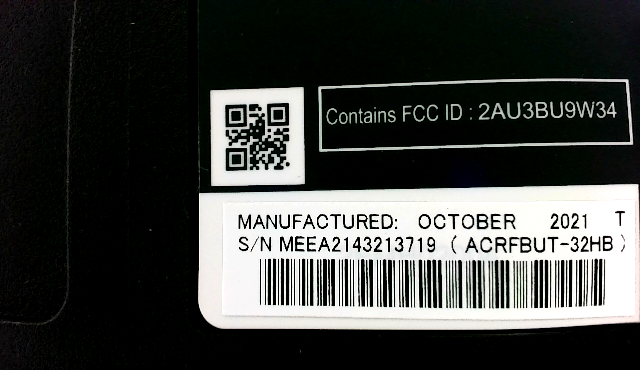 Contains FCC ID : 2AU3BU9W34
MANUFACTURED: OCTOBER 2021 T
S/N MEEA2143213719 ( ACRFBUT-32HB )